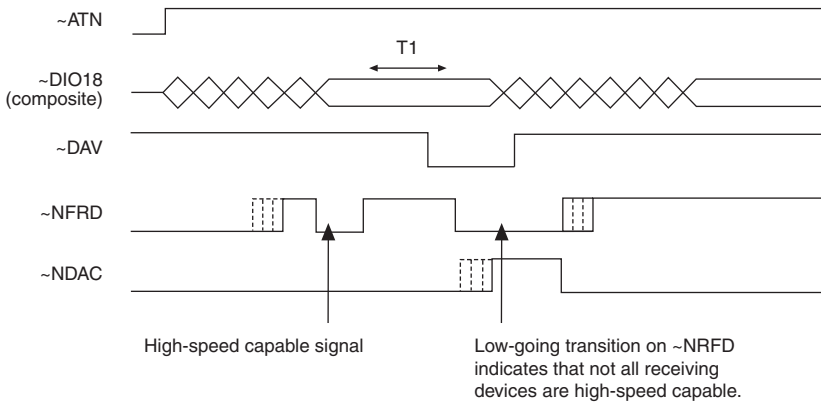 ~ATN
T1
~DIO18
(composite)
~DAV
~NFRD
~NDAC
High-speed capable signal
Low-going transition on ~NRFD
indicates that not all receiving
devices are high-speed capable.